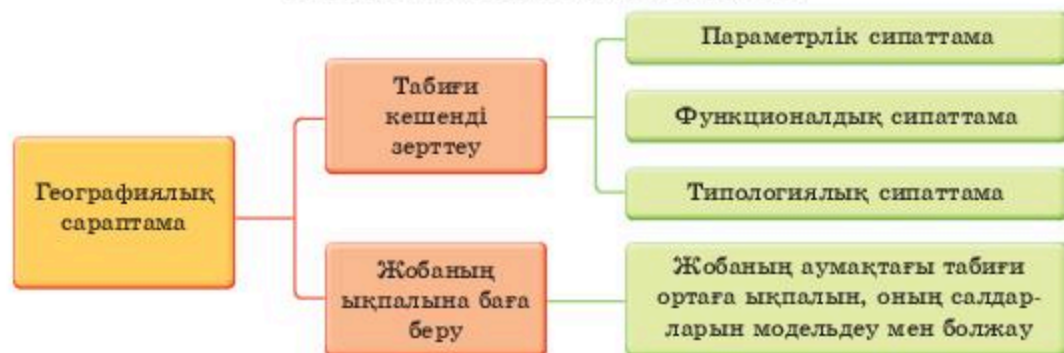 Географиялық
сараптама
Табиғи
кешенді
зерттеу
Параметрлік сипаттама
Функционалдық сипаттама
Типологиялық сипаттама
Жобаның
ықпалына баға
беру
Жобаның аумақтағы табиғи
ортаға ықпалын, оның салдар-
ларын модельдеу мен болжау